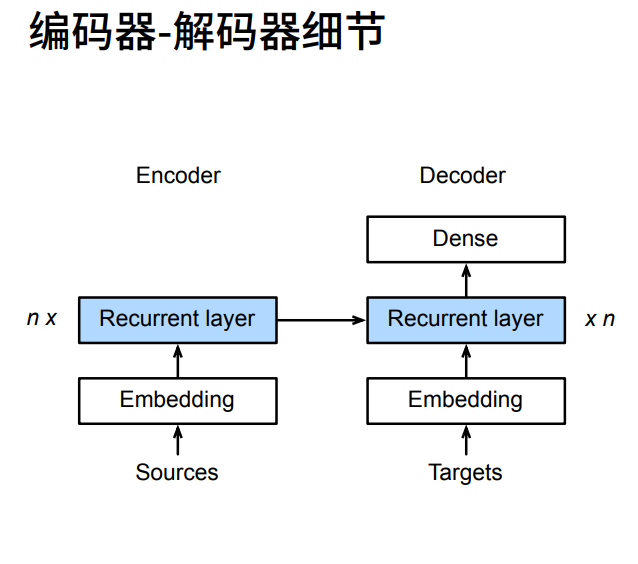 编码器-解码器细节
Encoder
Decoder
Dense
n x
Recurrent layer
Recurrent layer
x n
Embedding
Embedding
Sources
Targets